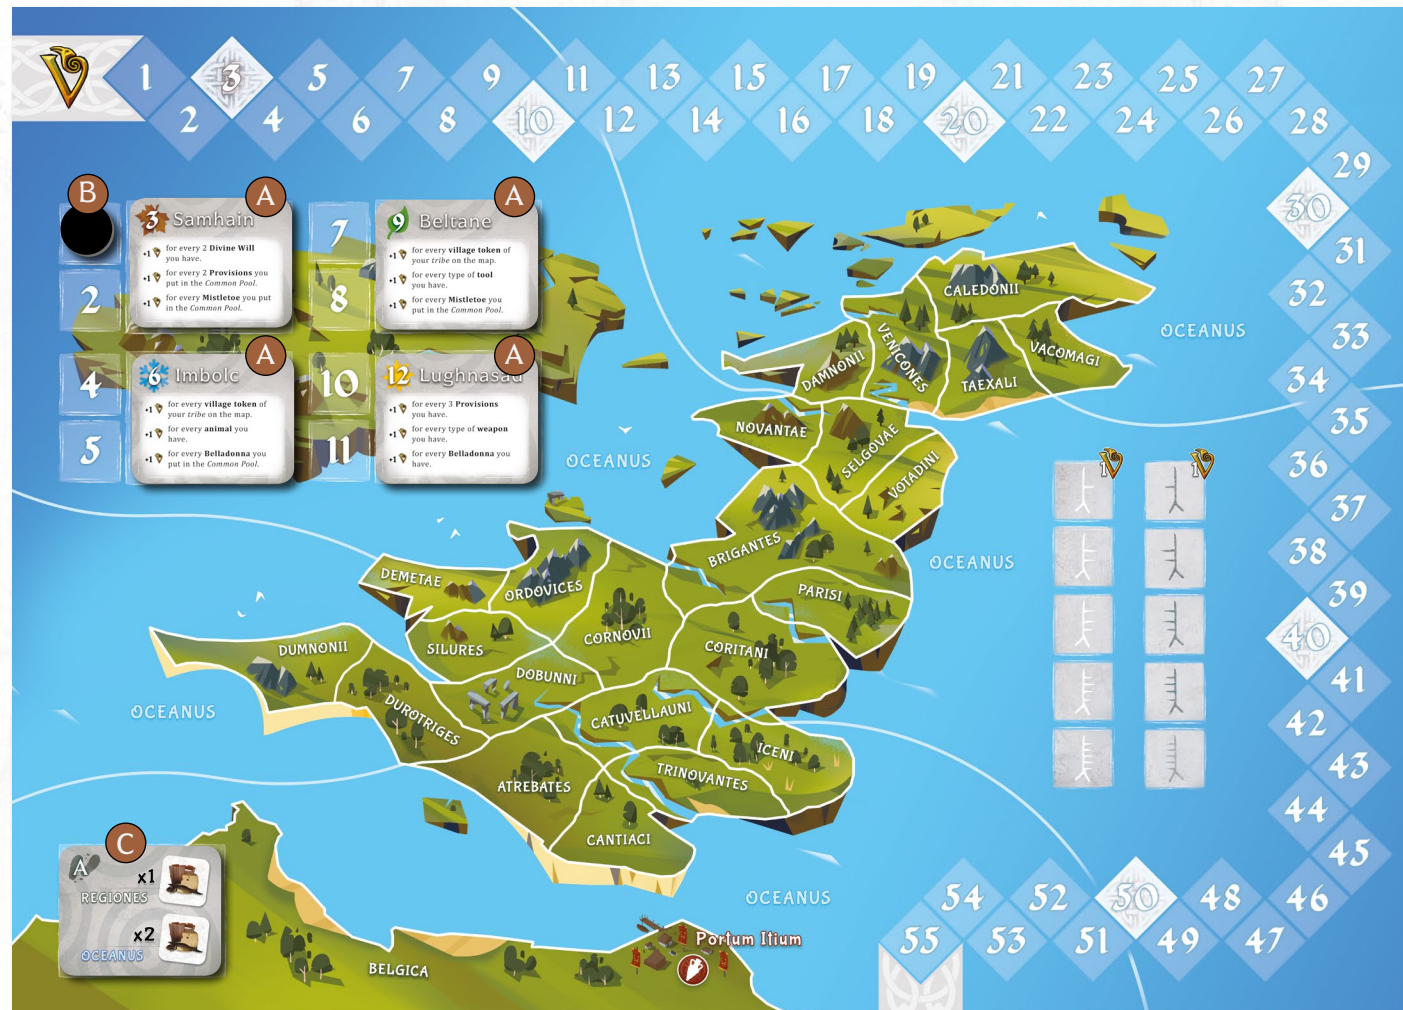 1 3 5 7 9 11 13 15 17 19 21 23 25 27
2 4 6 8 10 12 14 16 18 20 22 24 26 28
29
30
31
32
33
34
35
36
37
38
39
40
41
42
43
44
45
54 52 50 48 46
55 53 51 49 47
B
2
4
5
A
3 Samhain
+1 for every 2 Divine Will
you have.
+1 for every 2 Provisions you
put in the Common Pool.
+1 for every Mistletoe you put
in the Common Pool.
7
8
A
9 Beltane
+1 for every village token of
your tribe on the map.
+1 for every type of tool
you have.
+1 for every Mistletoe you
put in the Common Pool.
A
6 Imbolc
+1 for every village token of
your tribe on the map.
+1 for every animal you
have.
+1 for every Belladonna you
put in the Common Pool.
10
11
A
12 Lughnasad
+1 for every 3 Provisions
you have.
+1 for every type of weapon
you have.
+1 for every Belladonna you
have.
CALEDONII
OCEANUS
VACOMAGI
VENICONES
DAMNONII
TAEXALI
NOVANTAE
SELGOVAE
VOTADINI
OCEANUS
1
1
BRIGANTES
OCEANUS
DEMETAE
ORDOVICES
PARISI
CORNOVII
DUMNONII
SILURES
CORITANI
DOBUNNI
OCEANUS
DUROTRIGES
CATUVELLAUNI
ICENI
TRINOVANTES
ATREBATES
CANTIACI
C
A
x1
REGIONES
x2
OCEANUS
OCEANUS
Portum Itium
BELGICA